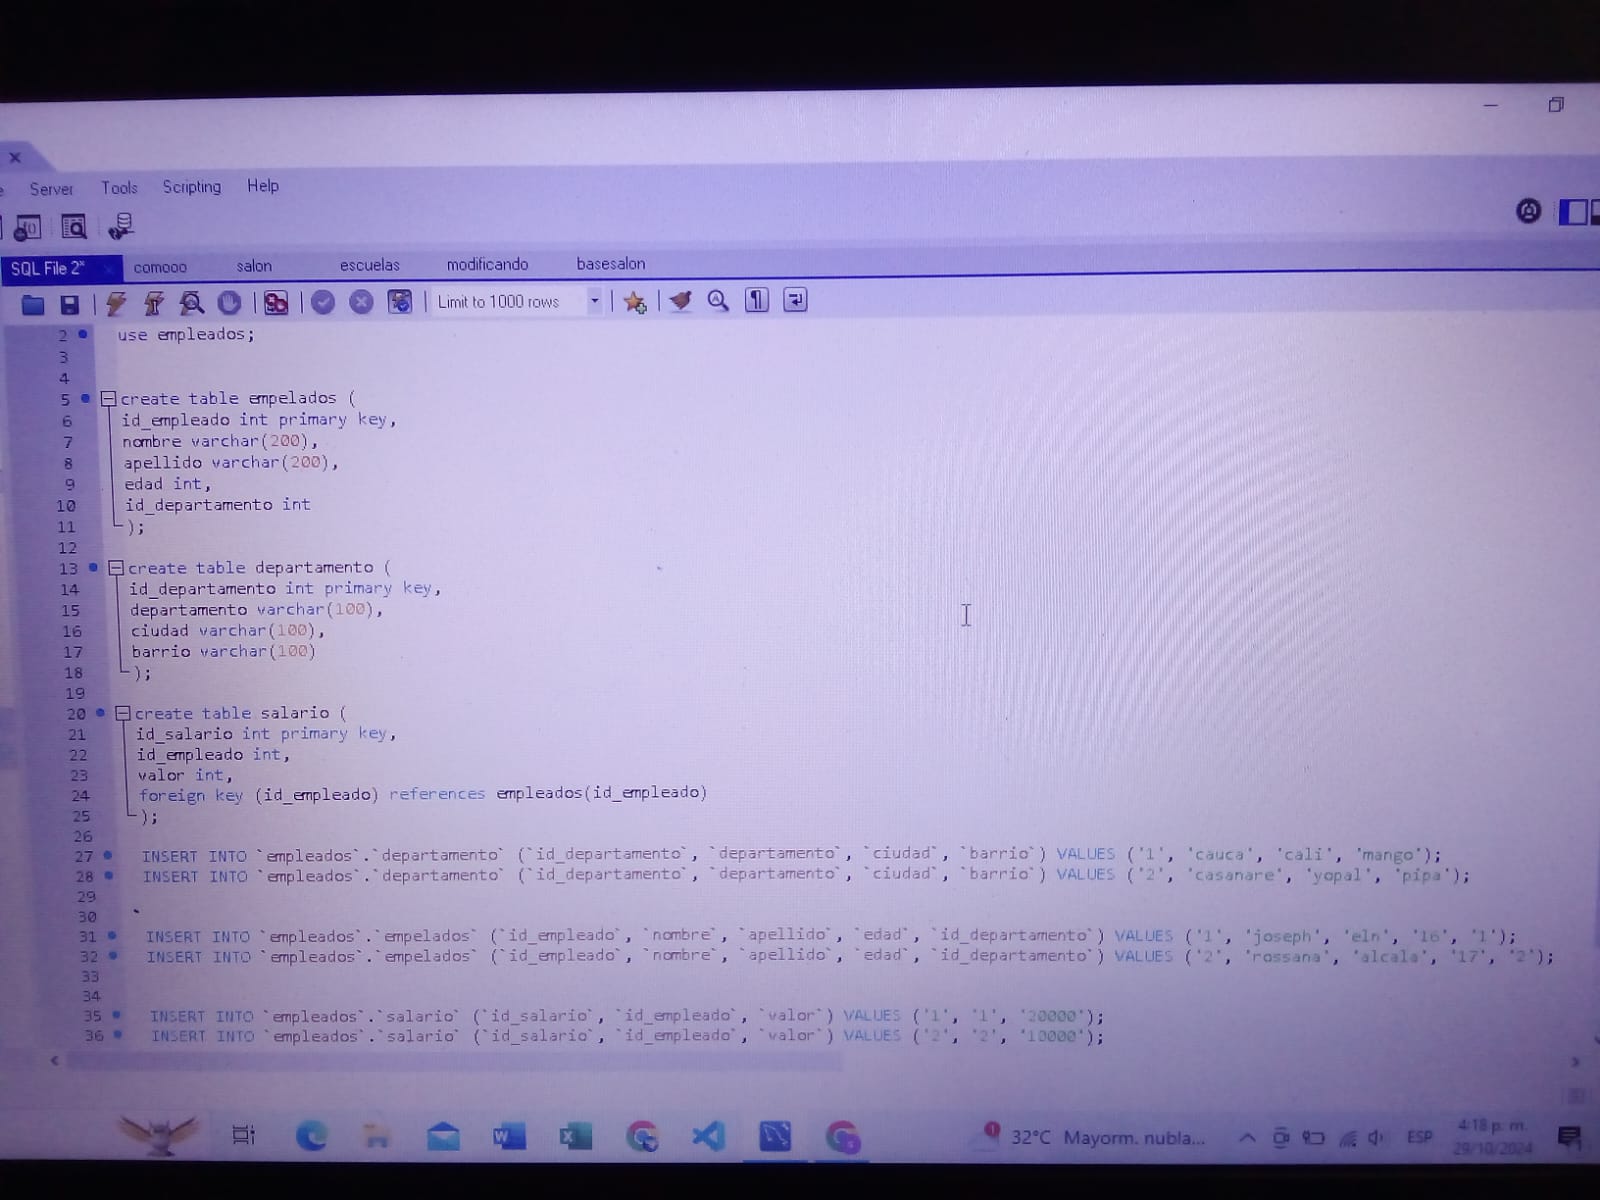 Server Tools Scripting Help
SQL File 2* comooo salon escuelas modificando basesalon
Limit to 1000 rows
2 use empleados;
3
4
5 create table empelados (
6 id_empleado int primary key,
7 nombre varchar(200),
8 apellido varchar(200),
9 edad int,
10 id_departamento int
11 );
12
13 create table departamento (
14 id_departamento int primary key,
15 departamento varchar(100),
16 ciudad varchar(100),
17 barrio varchar(100)
18 );
19
20 create table salario (
21 id_salario int primary key,
22 id_empleado int,
23 valor int,
24 foreign key (id_empleado) references empleados(id_empleado)
25 );
26
27 INSERT INTO `empleados`.`departamento` (`id_departamento`, `departamento`, `ciudad`, `barrio`) VALUES ('1', 'cauca', 'cali', 'mango');
28 INSERT INTO `empleados`.`departamento` (`id_departamento`, `departamento`, `ciudad`, `barrio`) VALUES ('2', 'casanare', 'yopal', 'pipa');
29
30 `
31 INSERT INTO `empleados`.`empelados` (`id_empleado`, `nombre`, `apellido`, `edad`, `id_departamento`) VALUES ('1', 'joseph', 'eln', '16', '1');
32 INSERT INTO `empleados`.`empelados` (`id_empleado`, `nombre`, `apellido`, `edad`, `id_departamento`) VALUES ('2', 'rossana', 'alcala', '17', '2');
33
34
35 INSERT INTO `empleados`.`salario` (`id_salario`, `id_empleado`, `valor`) VALUES ('1', '1', '20000');
36 INSERT INTO `empleados`.`salario` (`id_salario`, `id_empleado`, `valor`) VALUES ('2', '2', '10000');
32°C Mayorm. nubla... ESP 4:18 p. m.
29/10/2024